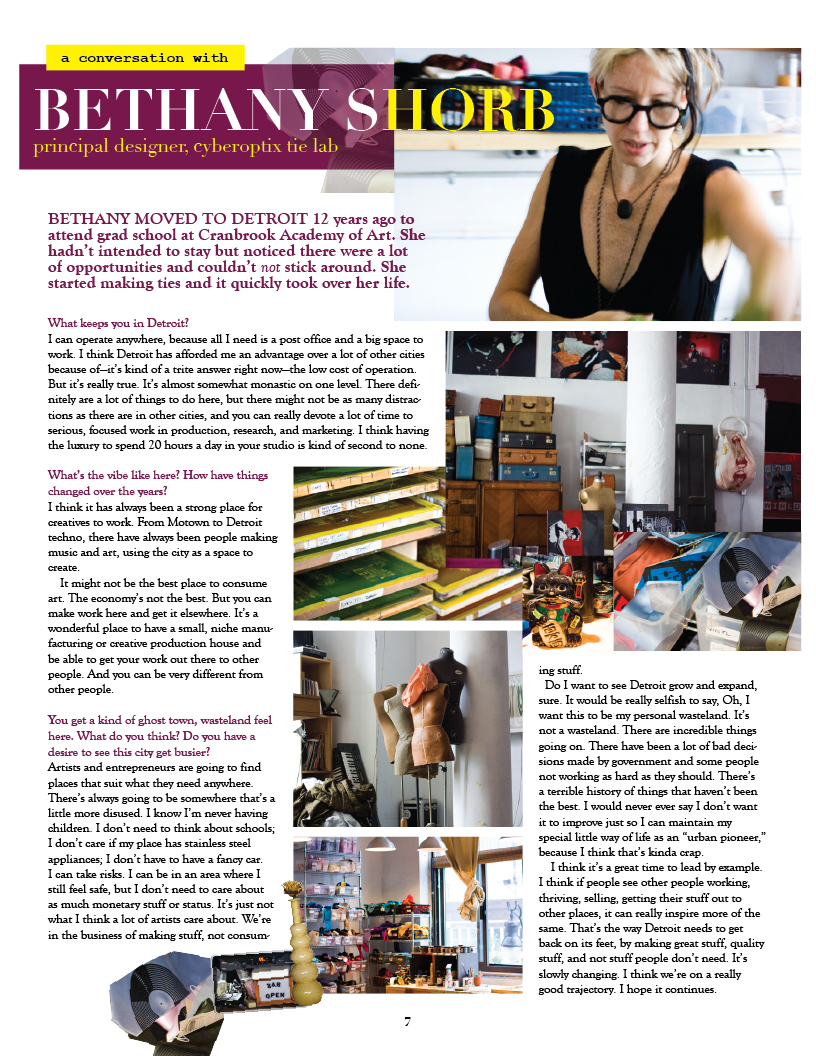 a conversation with
BETHANY SHORB
principal designer, cyberoptix tie lab
BETHANY MOVED TO DETROIT 12 years ago to
attend grad school at Cranbrook Academy of Art. She
hadn't intended to stay but noticed there were a lot
of opportunities and couldn't not stick around. She
started making ties and it quickly took over her life.
What keeps you in Detroit?
I can operate anywhere, because all I need is a post office and a big space to
work. I think Detroit has afforded me an advantage over a lot of other cities
because of—it's kind of a trite answer right now—the low cost of operation.
But it's really true. It's almost somewhat monastic on one level. There defi-
nitely are a lot of things to do here, but there might not be as many distrac-
tions as there are in other cities, and you can really devote a lot of time to
serious, focused work in production, research, and marketing. I think having
the luxury to spend 20 hours a day in your studio is kind of second to none.
What's the vibe like here? How have things
changed over the years?
I think it has always been a strong place for
creatives to work. From Motown to Detroit
techno, there have always been people making
music and art, using the city as a space to
create.
It might not be the best place to consume
art. The economy's not the best. But you can
make work here and get it elsewhere. It's a
wonderful place to have a small, niche manu-
facturing or creative production house and
be able to get your work out there to other
people. And you can be very different from
other people.
You get a kind of ghost town, wasteland feel
here. What do you think? Do you have a
desire to see this city get busier?
Artists and entrepreneurs are going to find
places that suit what they need anywhere.
There's always going to be somewhere that's a
little more disused. I know I'm never having
children. I don't need to think about schools;
I don't care if my place has stainless steel
appliances; I don't have to have a fancy car.
I can take risks. I can be in an area where I
still feel safe, but I don't need to care about
as much monetary stuff or status. It's just not
what I think a lot of artists care about. We're
in the business of making stuff, not consum-
ing stuff.
Do I want to see Detroit grow and expand,
sure. It would be really selfish to say, Oh, I
want this to be my personal wasteland. It's
not a wasteland. There are incredible things
going on. There have been a lot of bad deci-
sions made by government and some people
not working as hard as they should. There's
a terrible history of things that haven't been
the best. I would never ever say I don't want
it to improve just so I can maintain my
special little way of life as an "urban pioneer,"
because I think that's kinda crap.
I think it's a great time to lead by example.
I think if people see other people working,
thriving, selling, getting their stuff out to
other places, it can really inspire more of the
same. That's the way Detroit needs to get
back on its feet, by making great stuff, quality
stuff, and not stuff people don't need. It's
slowly changing. I think we're on a really
good trajectory. I hope it continues.
BAR
OPEN
7